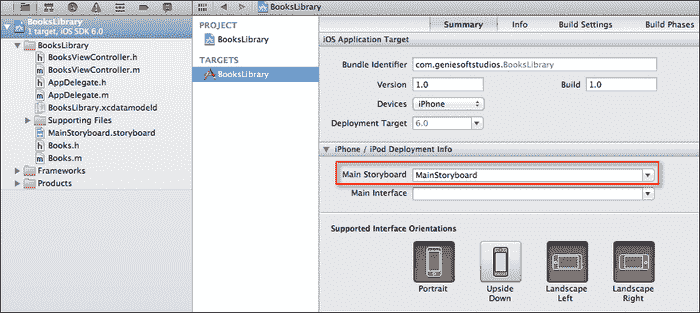 BooksLibrary
BooksLibrary
1 target, iOS SDK 6.0
BooksLibrary
BooksViewController.h
BooksViewController.m
AppDelegate.h
AppDelegate.m
BooksLibrary.xcdatamodeld
Supporting Files
MainStoryboard.storyboard
Books.h
Books.m
Frameworks
Products
PROJECT
BooksLibrary
TARGETS
BooksLibrary
Summary Info Build Settings Build Phases
iOS Application Target
Bundle Identifier com.geniesoftstudios.BooksLibrary
Version 1.0 Build 1.0
Devices iPhone
Deployment Target 6.0
iPhone / iPod Deployment Info
Main Storyboard MainStoryboard
Main Interface
Supported Interface Orientations
Portrait
Upside
Down
Landscape
Left
Landscape
Right